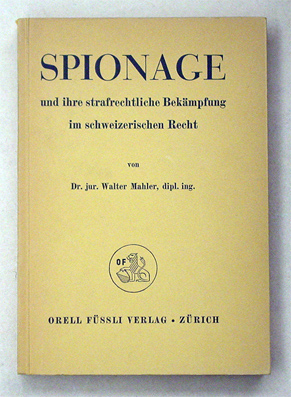 SPIONAGE
und ihre strafrechtliche Bekämpfung
im schweizerischen Recht
von
Dr. jur. Walter Mahler, dipl. ing.
OF
ORELL FÜSSLI VERLAG • ZÜRICH